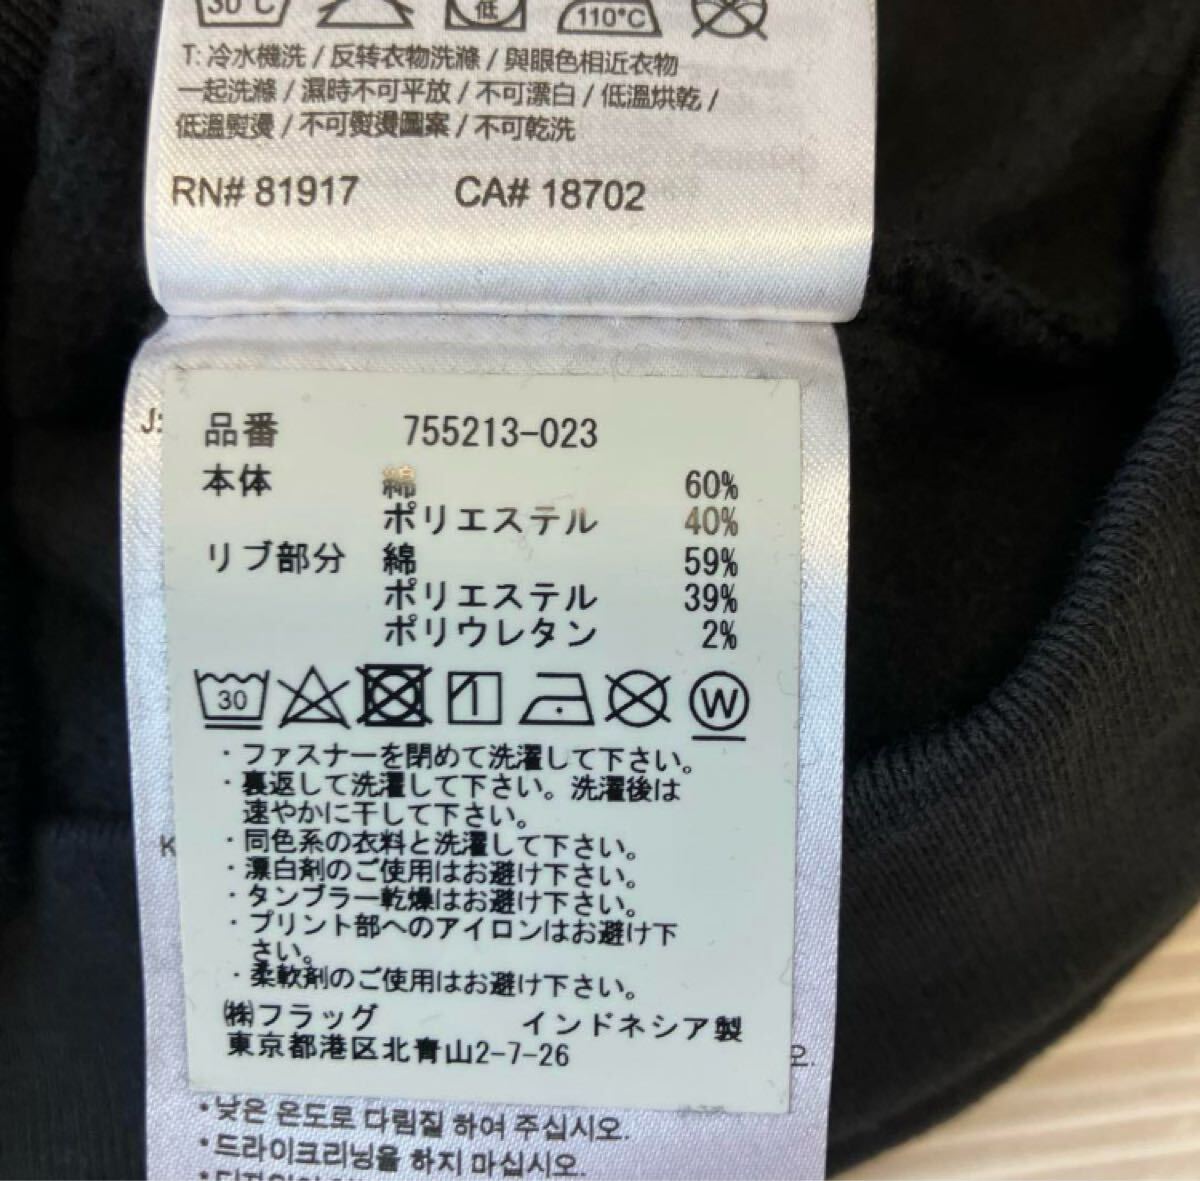 30°C 低 110°C
T: 冷水機洗 / 反转衣物洗滌 / 與眼色相近衣物
一起洗滌 / 濕時不可平放 / 不可漂白 / 低溫烘乾 /
低溫熨燙 / 不可熨燙圖案 / 不可乾洗
RN# 81917 CA# 18702
J:
品番 755213-023
本体 綿 60%
ポリエステル 40%
リブ部分 綿 59%
ポリエステル 39%
ポリウレタン 2%
30 W
・ファスナーを閉めて洗濯して下さい。
・裏返して洗濯して下さい。洗濯後は
速やかに干して下さい。
・同色系の衣料と洗濯して下さい。
K
・漂白剤のご使用はお避け下さい。
・タンブラー乾燥はお避け下さい。
・プリント部へのアイロンはお避け下
さい。
・柔軟剤のご使用はお避け下さい。
㈱フラッグ インドネシア製
東京都港区北青山2-7-26
오.
・낮은 온도로 다림질 하여 주십시오.
・드라이크리닝을 하지 마십시오.